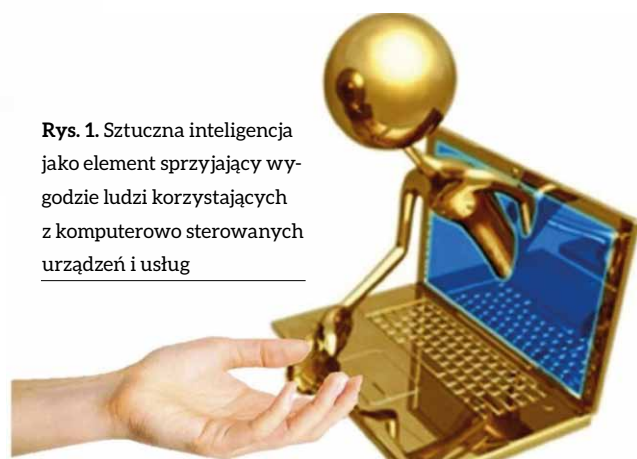 Rys. 1. Sztuczna inteligencja
jako element sprzyjający wy-
godzie ludzi korzystających
z komputerowo sterowanych
urządzeń i usług